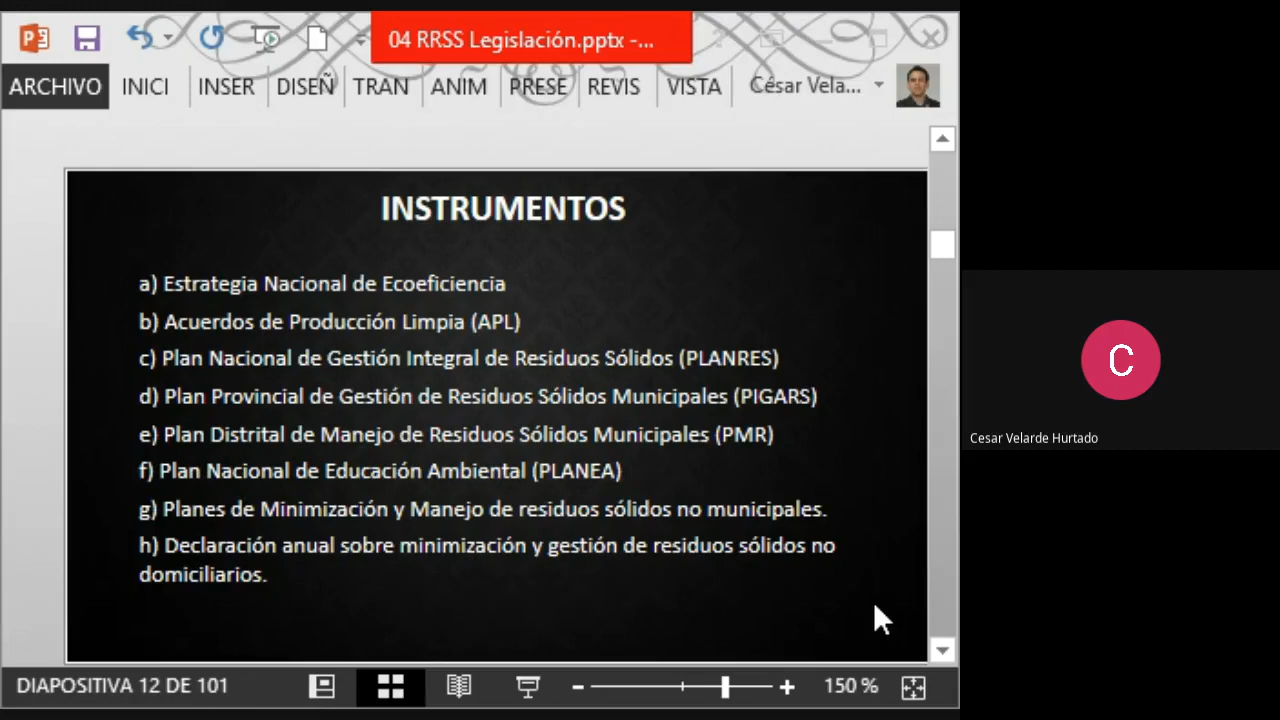 04 RRSS Legislación.pptx -...
ARCHIVO INICI INSER DISEÑ TRAN ANIM PRESE REVIS VISTA César Vela...
INSTRUMENTOS
a) Estrategia Nacional de Ecoeficiencia
b) Acuerdos de Producción Limpia (APL)
c) Plan Nacional de Gestión Integral de Residuos Sólidos (PLANRES)
d) Plan Provincial de Gestión de Residuos Sólidos Municipales (PIGARS)
e) Plan Distrital de Manejo de Residuos Sólidos Municipales (PMR)
f) Plan Nacional de Educación Ambiental (PLANEA)
g) Planes de Minimización y Manejo de residuos sólidos no municipales.
h) Declaración anual sobre minimización y gestión de residuos sólidos no
domiciliarios.
DIAPOSITIVA 12 DE 101
150 %
C
Cesar Velarde Hurtado